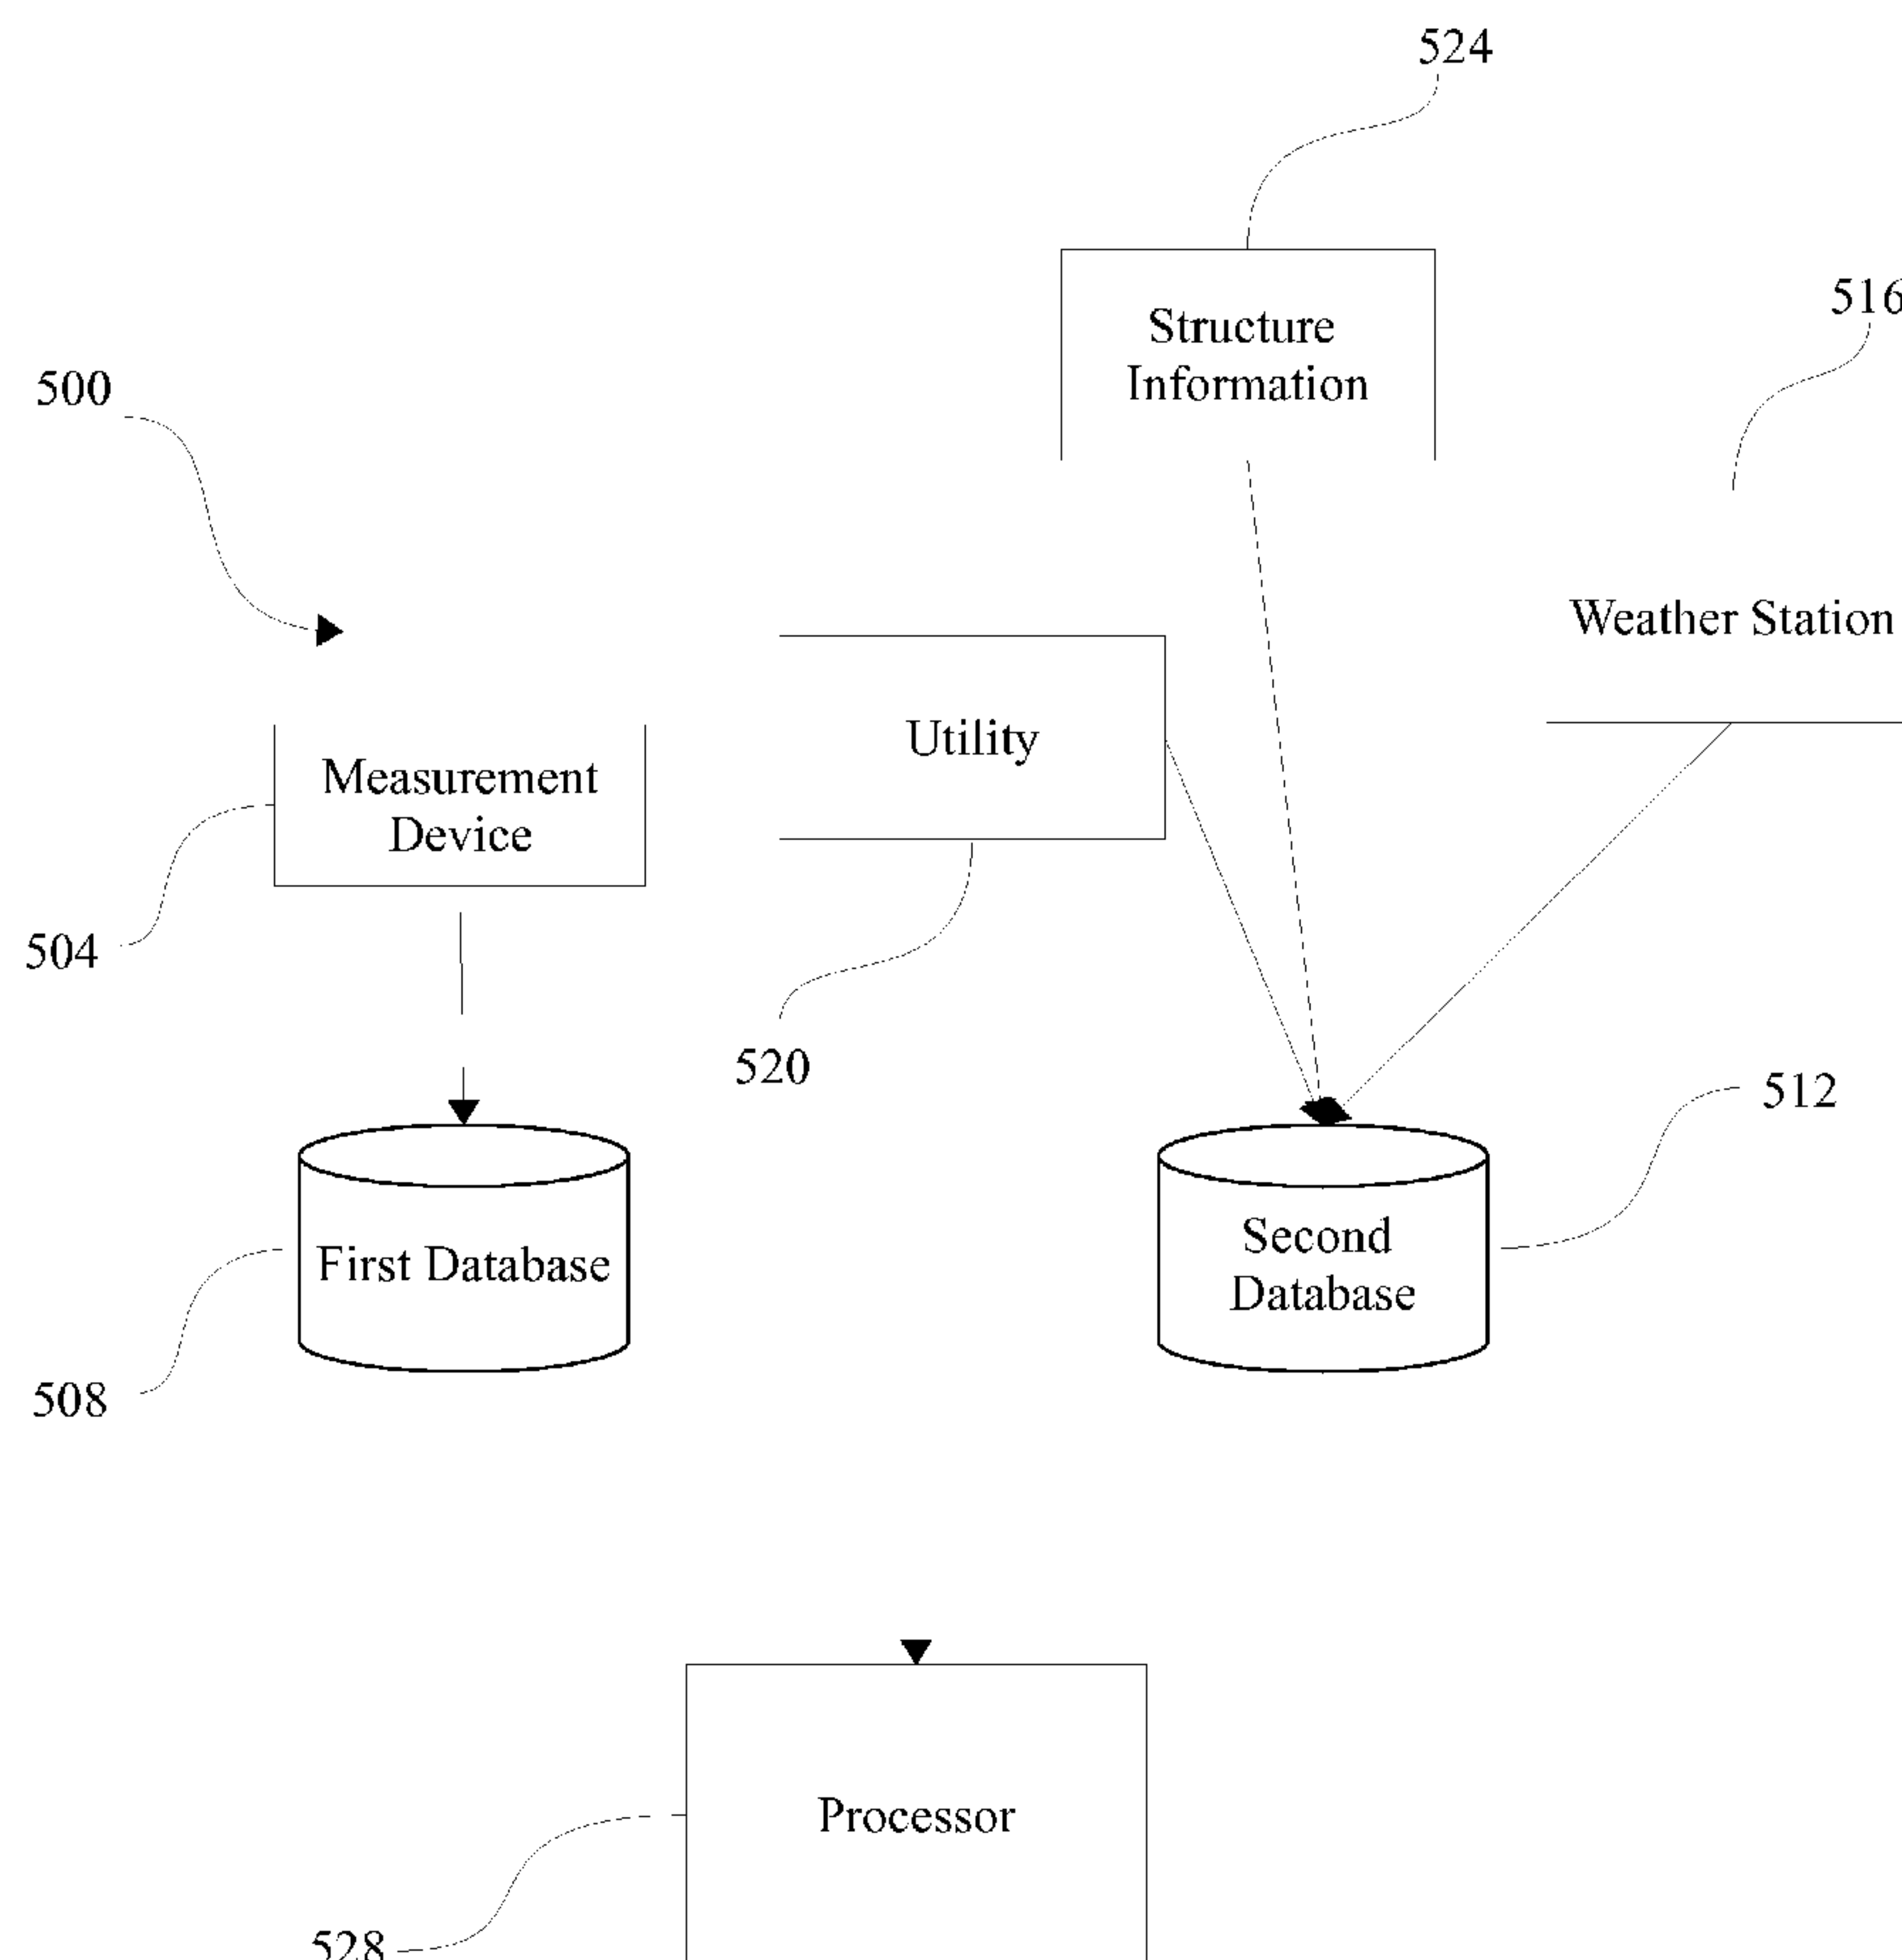 524
Structure
Information
516
500
Weather Station
Utility
Measurement
Device
504
520
512
First Database
Second
Database
508
Processor
528